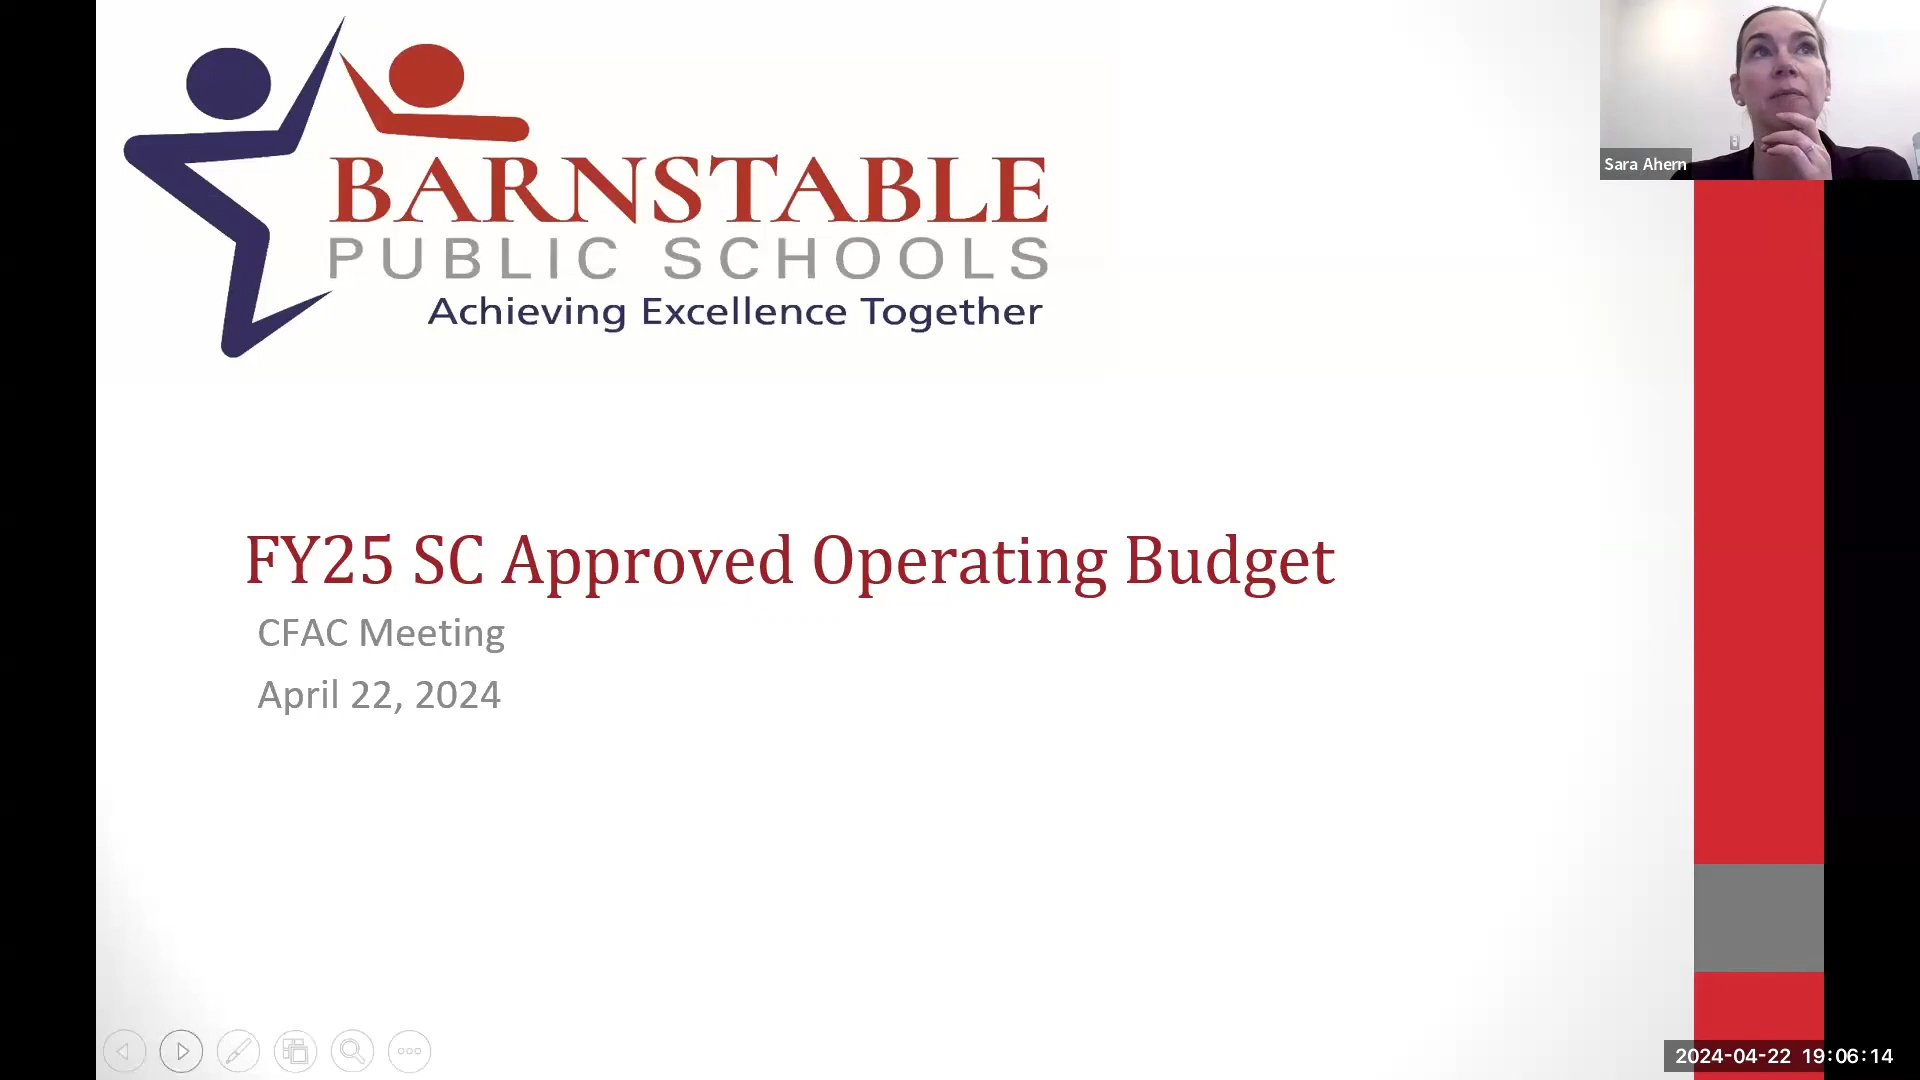 BARNSTABLE
PUBLIC SCHOOLS
Achieving Excellence Together
Sara Ahern
FY25 SC Approved Operating Budget
CFAC Meeting
April 22, 2024
2024-04-22 19:06:14